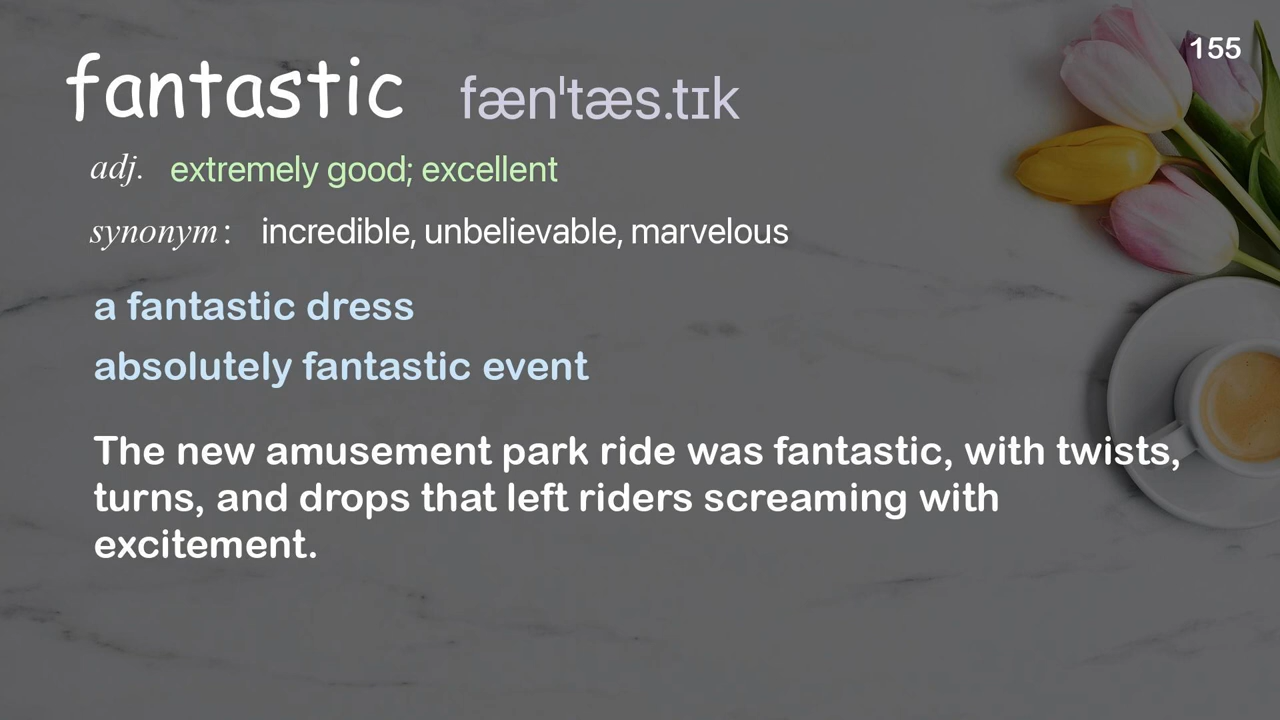 155
fantastic fæn'tæs.tɪk
adj. extremely good; excellent
synonym: incredible, unbelievable, marvelous
a fantastic dress
absolutely fantastic event
The new amusement park ride was fantastic, with twists,
turns, and drops that left riders screaming with
excitement.